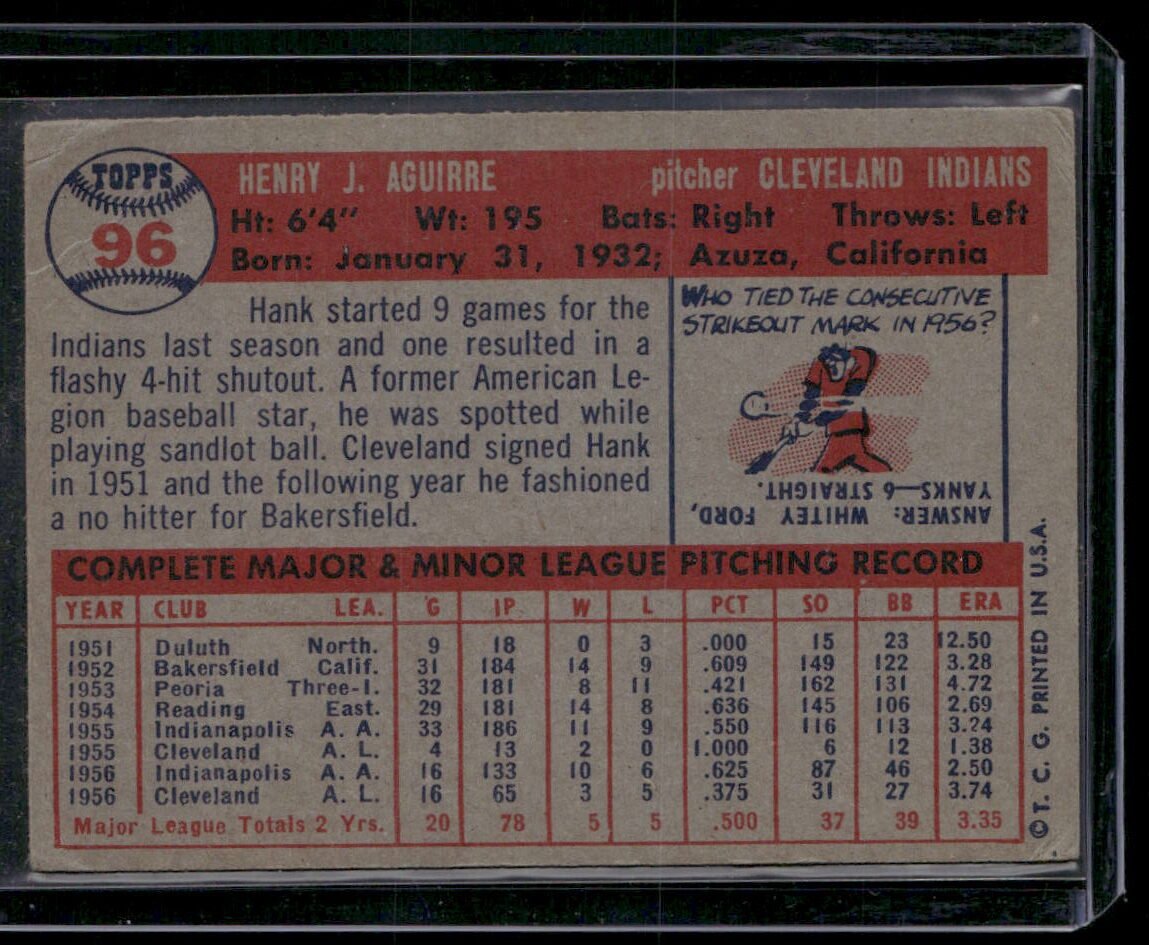 TOPPS
96
HENRY J. AGUIRRE pitcher CLEVELAND INDIANS
Ht: 6'4" Wt: 195 Bats: Right Throws: Left
Born: January 31, 1932; Azuza, California
Hank started 9 games for the
Indians last season and one resulted in a
flashy 4-hit shutout. A former American Le-
gion baseball star, he was spotted while
playing sandlot ball. Cleveland signed Hank
in 1951 and the following year he fashioned
a no hitter for Bakersfield.
WHO TIED THE CONSECUTIVE
STRIKEOUT MARK IN 1956?
ANSWER: WHITEY FORD,
YANKS—6 STRAIGHT.
COMPLETE MAJOR & MINOR LEAGUE PITCHING RECORD
YEAR CLUB LEA. G IP W L PCT SO BB ERA
1951 Duluth North. 9 18 0 3 .000 15 23 12.50
1952 Bakersfield Calif. 31 184 14 9 .609 149 122 3.28
1953 Peoria Three-I. 32 181 8 11 .421 162 131 4.72
1954 Reading East. 29 181 14 8 .636 145 106 2.69
1955 Indianapolis A. A. 33 186 11 9 .550 116 113 3.24
1955 Cleveland A. L. 4 13 2 0 1.000 6 12 1.38
1956 Indianapolis A. A. 16 133 10 6 .625 87 46 2.50
1956 Cleveland A. L. 16 65 3 5 .375 31 27 3.74
Major League Totals 2 Yrs. 20 78 5 5 .500 37 39 3.35
© T. C. G. PRINTED IN U.S.A.